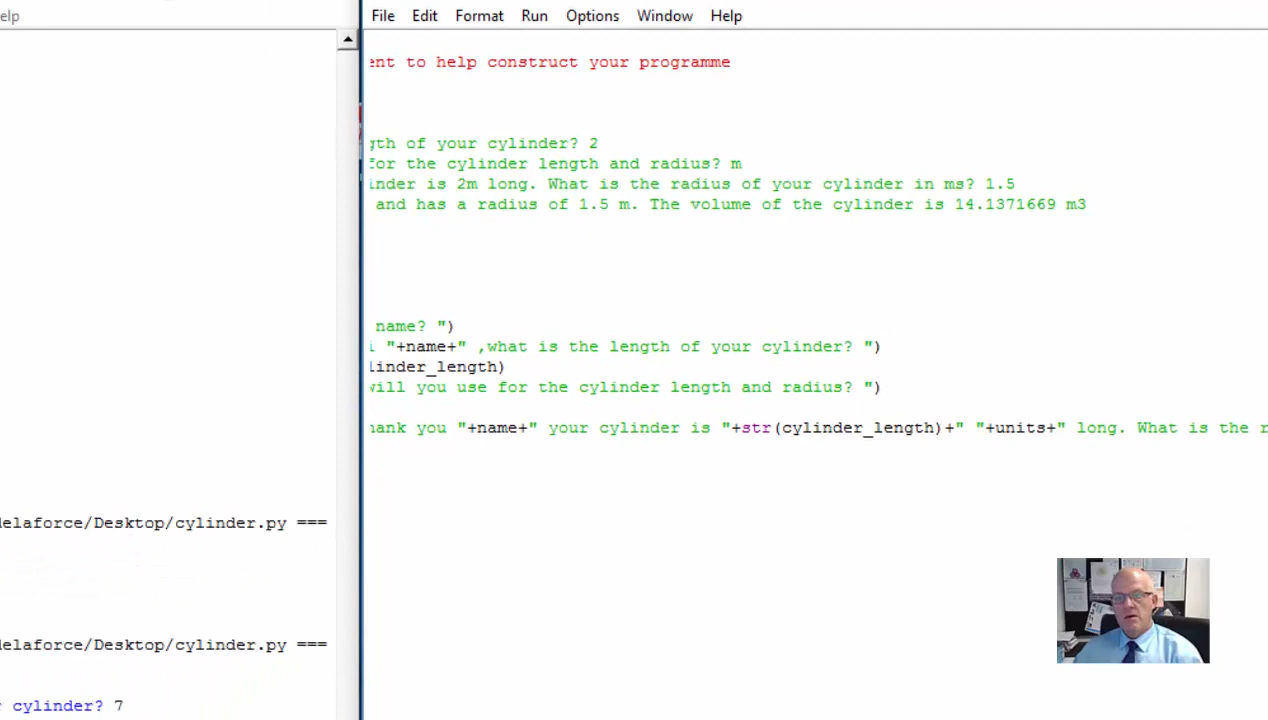 elp
File Edit Format Run Options Window Help
ent to help construct your programme
gth of your cylinder? 2
for the cylinder length and radius? m
inder is 2m long. What is the radius of your cylinder in ms? 1.5
and has a radius of 1.5 m. The volume of the cylinder is 14.1371669 m3
name? ")
i "+name+" ,what is the length of your cylinder? ")
linder_length)
will you use for the cylinder length and radius? ")
hank you "+name+" your cylinder is "+str(cylinder_length)+" "+units+" long. What is the r
delaforce/Desktop/cylinder.py ===
delaforce/Desktop/cylinder.py ===
r cylinder? 7